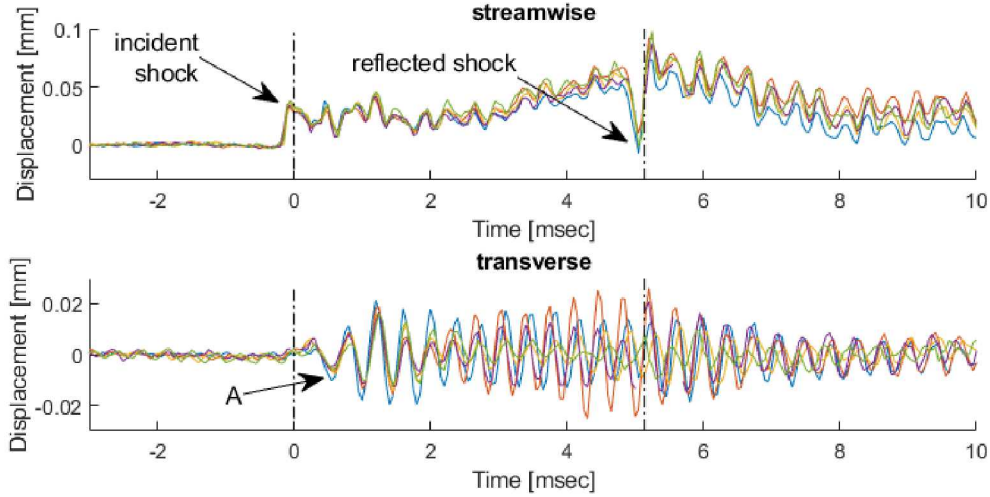 streamwise
Displacement [mm]
0.1
0.05
0
incident
shock
reflected shock
-2 0 2 4 6 8 10
Time [msec]
transverse
Displacement [mm]
0.02
0
-0.02
A
-2 0 2 4 6 8 10
Time [msec]